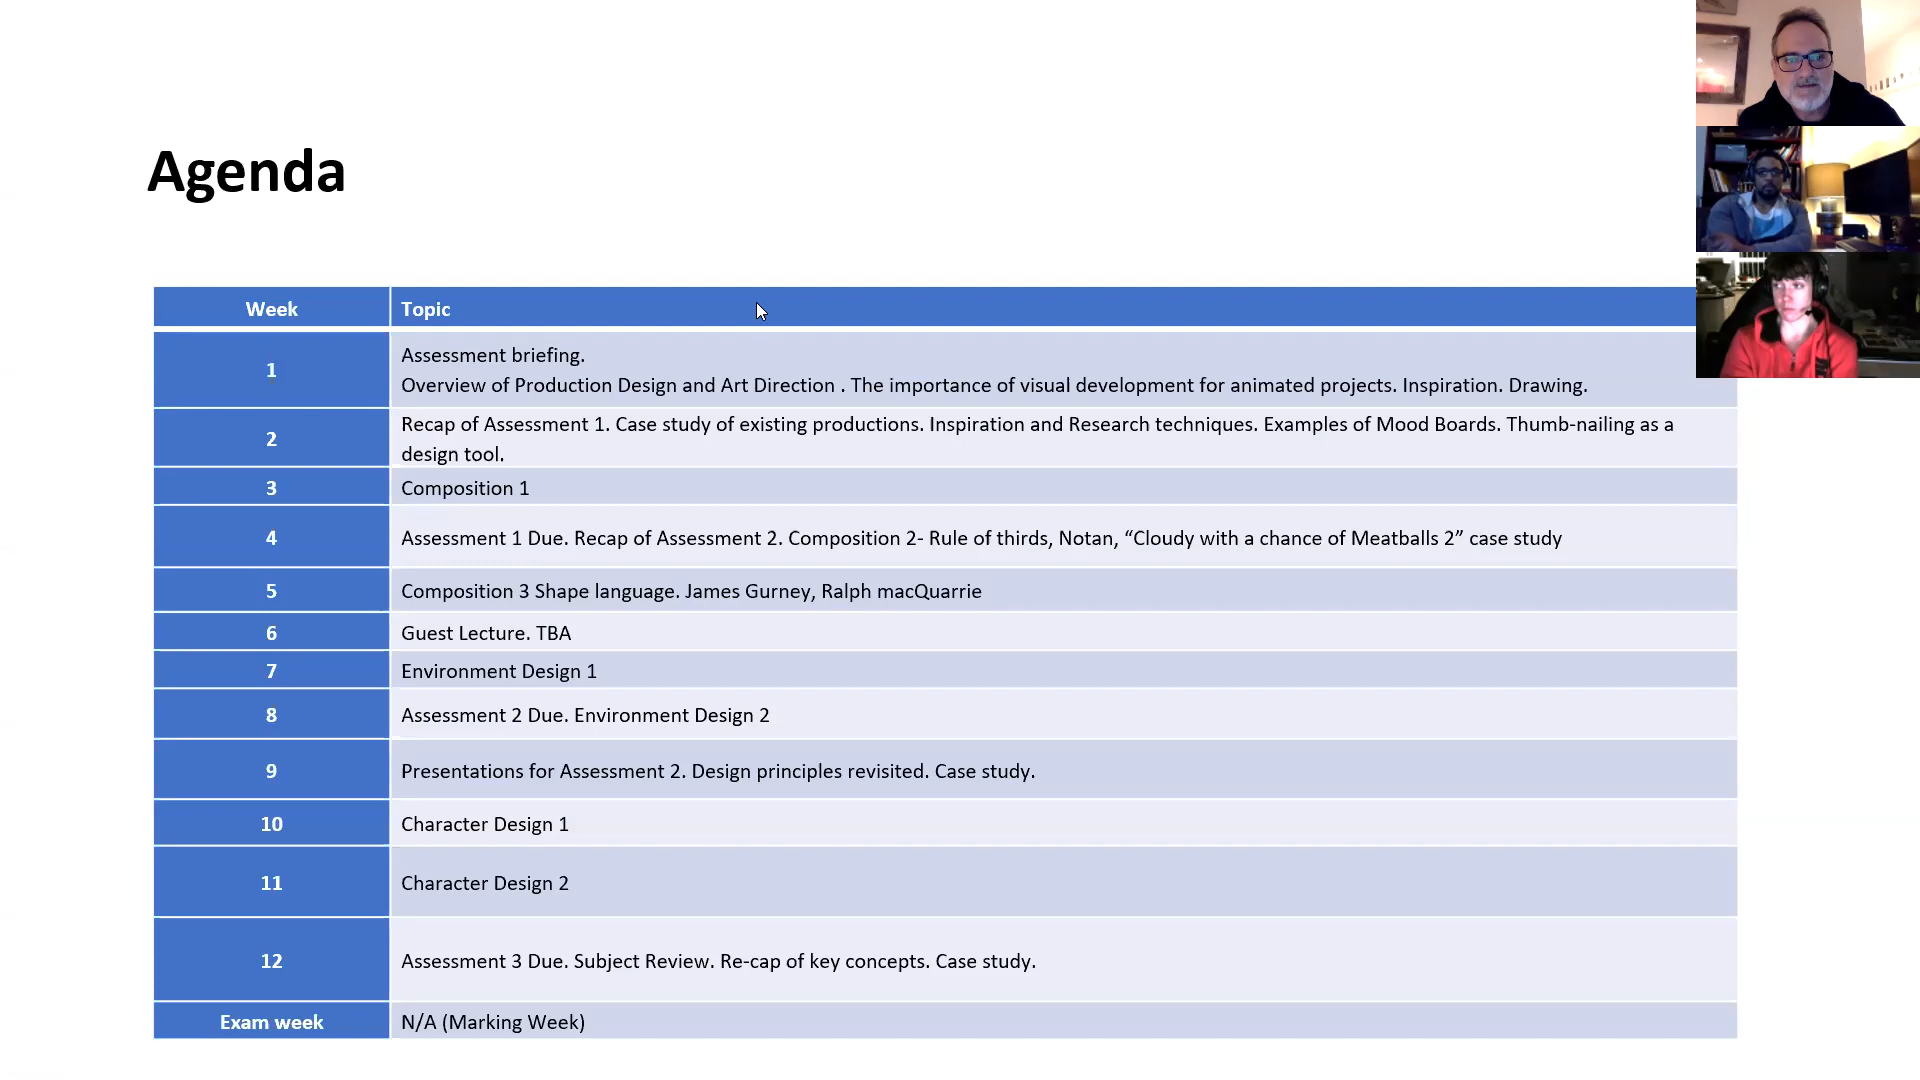 Agenda
Week Topic
1 Assessment briefing.
Overview of Production Design and Art Direction . The importance of visual development for animated projects. Inspiration. Drawing.
2 Recap of Assessment 1. Case study of existing productions. Inspiration and Research techniques. Examples of Mood Boards. Thumb-nailing as a
design tool.
3 Composition 1
4 Assessment 1 Due. Recap of Assessment 2. Composition 2- Rule of thirds, Notan, “Cloudy with a chance of Meatballs 2” case study
5 Composition 3 Shape language. James Gurney, Ralph macQuarrie
6 Guest Lecture. TBA
7 Environment Design 1
8 Assessment 2 Due. Environment Design 2
9 Presentations for Assessment 2. Design principles revisited. Case study.
10 Character Design 1
11 Character Design 2
12 Assessment 3 Due. Subject Review. Re-cap of key concepts. Case study.
Exam week N/A (Marking Week)